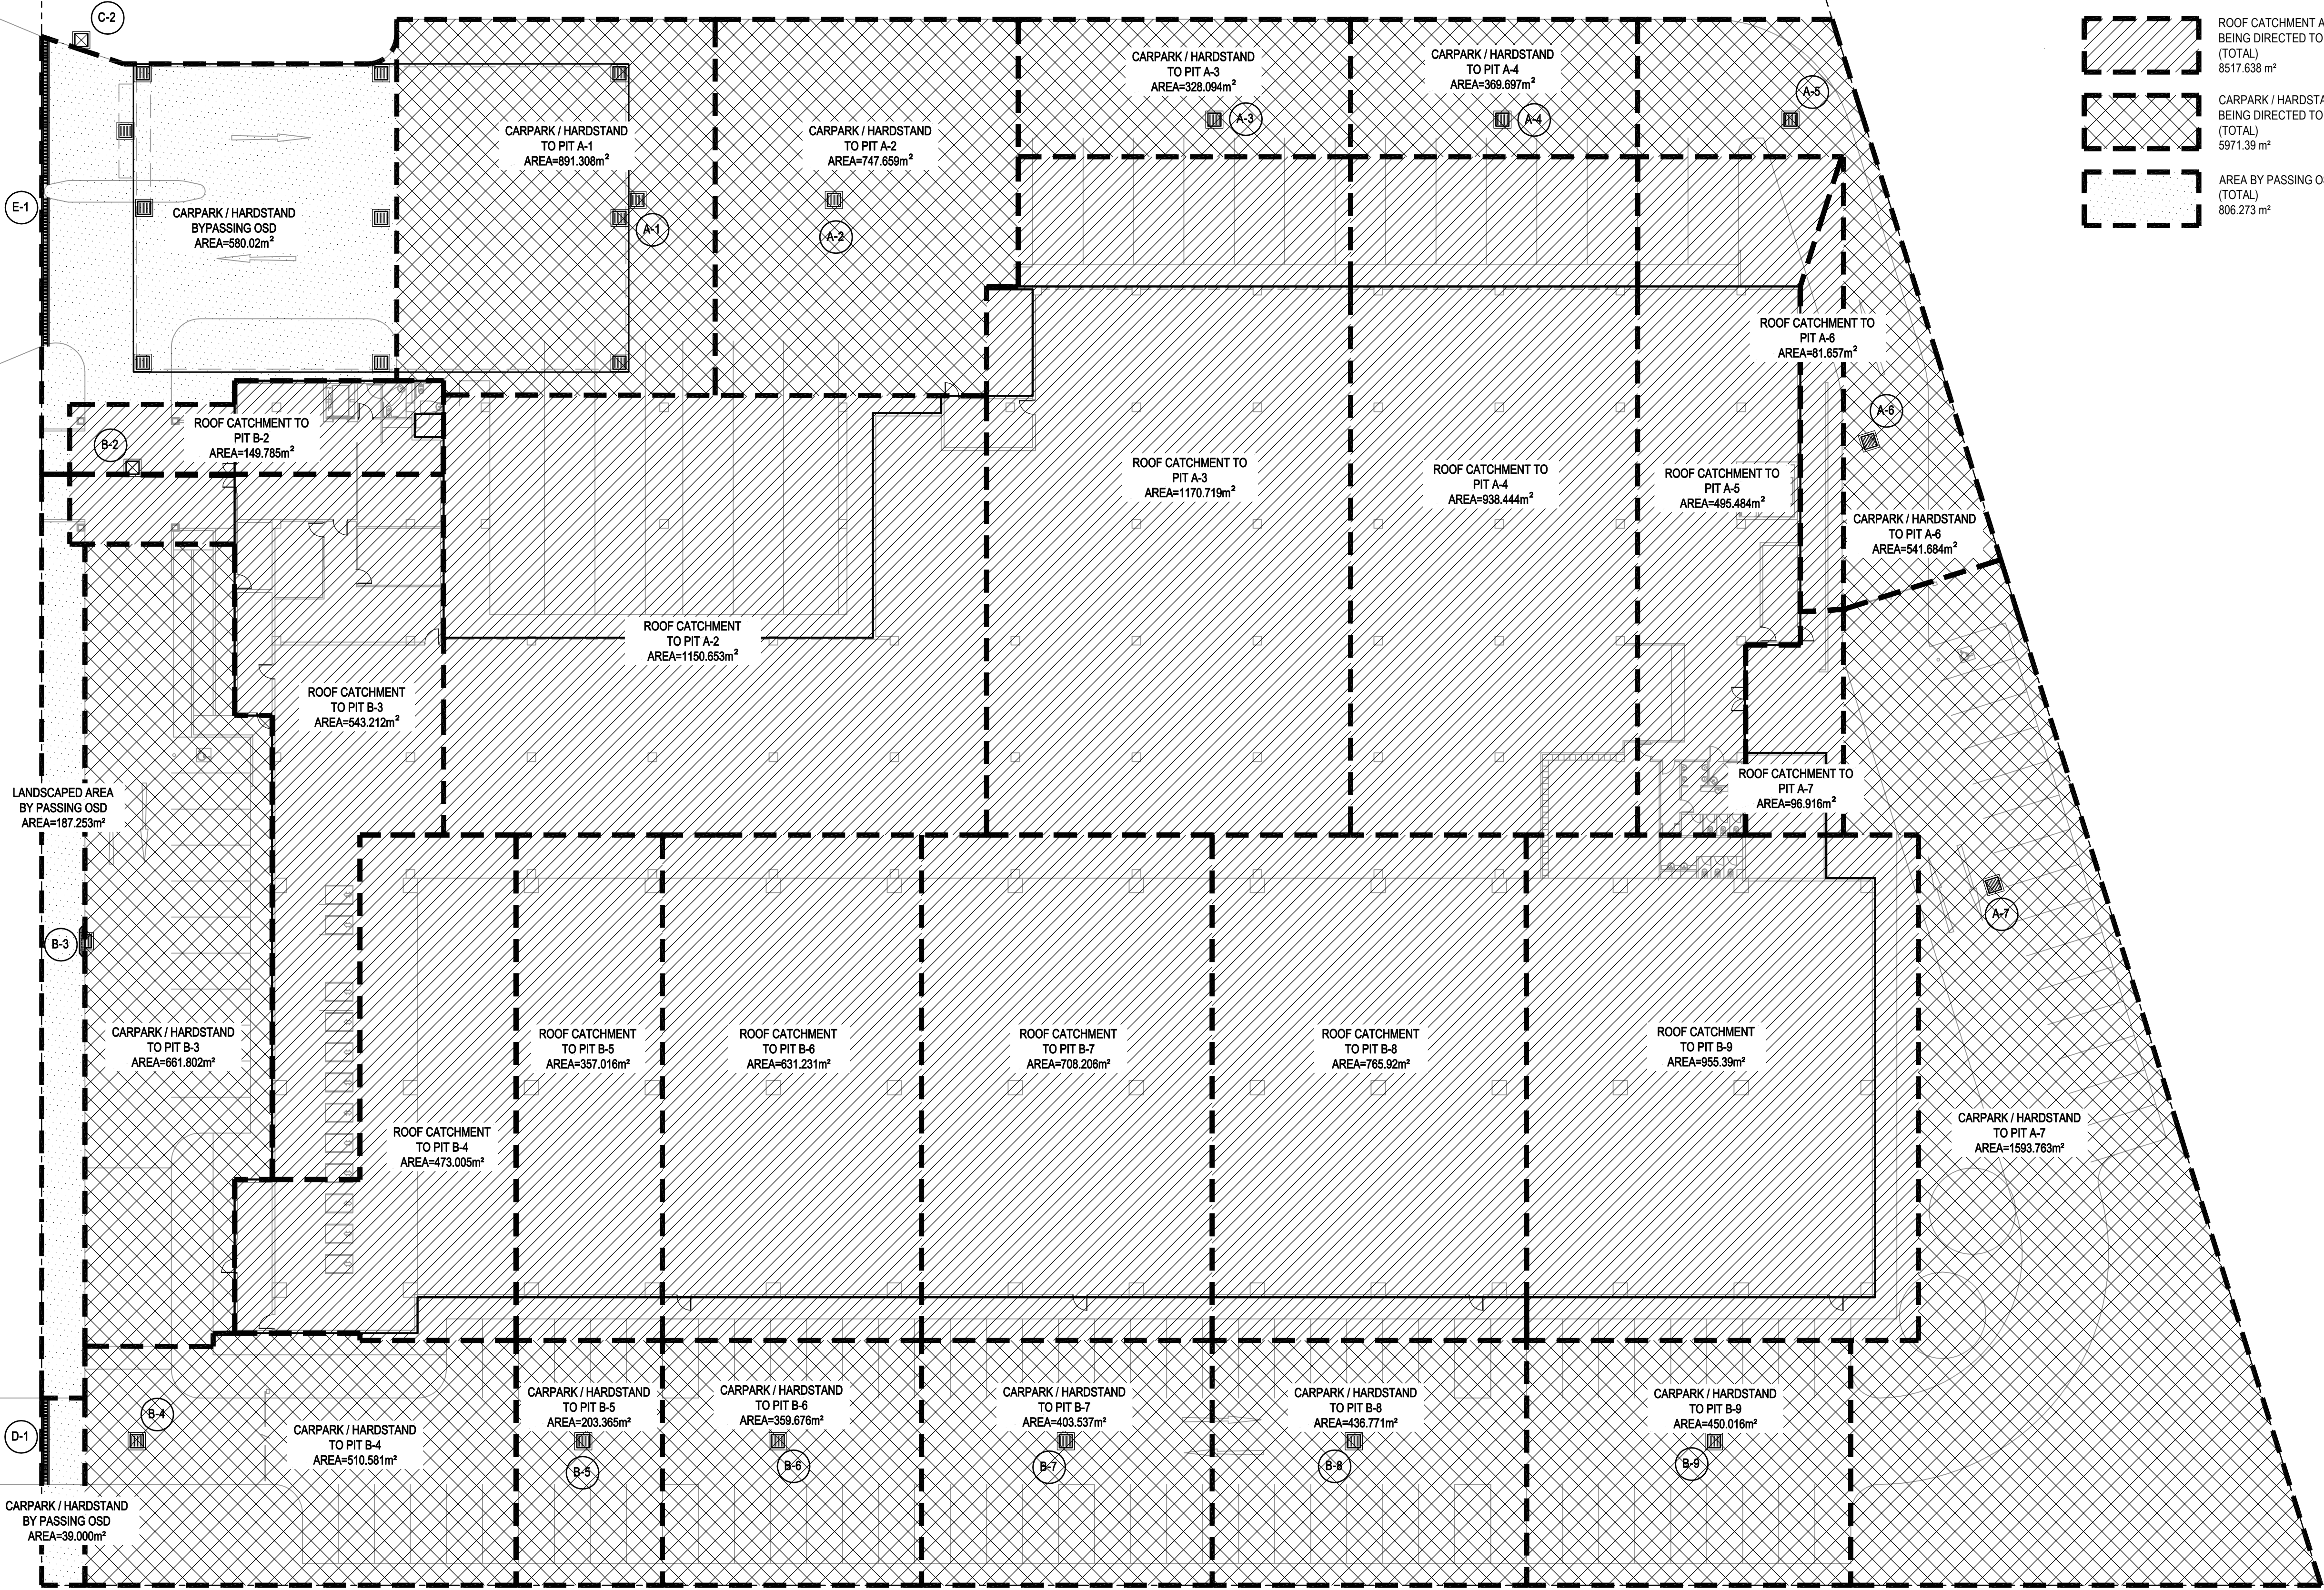 C-2
ROOF CATCHMENT A
BEING DIRECTED TO
(TOTAL)
8517.638 m²
CARPARK / HARDSTA
BEING DIRECTED TO
(TOTAL)
5971.39 m²
AREA BY PASSING OS
(TOTAL)
806.273 m²
CARPARK / HARDSTAND
TO PIT A-3
AREA=328.094m²
A-3
CARPARK / HARDSTAND
TO PIT A-4
AREA=369.697m²
A-4
A-5
CARPARK / HARDSTAND
TO PIT A-1
AREA=891.308m²
A-1
CARPARK / HARDSTAND
TO PIT A-2
AREA=747.659m²
A-2
E-1
CARPARK / HARDSTAND
BYPASSING OSD
AREA=580.02m²
ROOF CATCHMENT TO
PIT A-6
AREA=81.657m²
A-6
B-2
ROOF CATCHMENT TO
PIT B-2
AREA=149.785m²
ROOF CATCHMENT TO
PIT A-3
AREA=1170.719m²
ROOF CATCHMENT TO
PIT A-4
AREA=938.444m²
ROOF CATCHMENT TO
PIT A-5
AREA=495.484m²
CARPARK / HARDSTAND
TO PIT A-6
AREA=541.684m²
ROOF CATCHMENT
TO PIT A-2
AREA=1150.653m²
ROOF CATCHMENT
TO PIT B-3
AREA=543.212m²
LANDSCAPED AREA
BY PASSING OSD
AREA=187.253m²
ROOF CATCHMENT TO
PIT A-7
AREA=96.916m²
A-7
B-3
CARPARK / HARDSTAND
TO PIT B-3
AREA=661.802m²
ROOF CATCHMENT
TO PIT B-5
AREA=357.016m²
ROOF CATCHMENT
TO PIT B-6
AREA=631.231m²
ROOF CATCHMENT
TO PIT B-7
AREA=708.206m²
ROOF CATCHMENT
TO PIT B-8
AREA=765.92m²
ROOF CATCHMENT
TO PIT B-9
AREA=955.39m²
ROOF CATCHMENT
TO PIT B-4
AREA=473.005m²
CARPARK / HARDSTAND
TO PIT A-7
AREA=1593.763m²
D-1
B-4
CARPARK / HARDSTAND
TO PIT B-4
AREA=510.581m²
CARPARK / HARDSTAND
TO PIT B-5
AREA=203.365m²
B-5
CARPARK / HARDSTAND
TO PIT B-6
AREA=359.676m²
B-6
CARPARK / HARDSTAND
TO PIT B-7
AREA=403.537m²
B-7
CARPARK / HARDSTAND
TO PIT B-8
AREA=436.771m²
B-8
CARPARK / HARDSTAND
TO PIT B-9
AREA=450.016m²
B-9
CARPARK / HARDSTAND
BY PASSING OSD
AREA=39.000m²